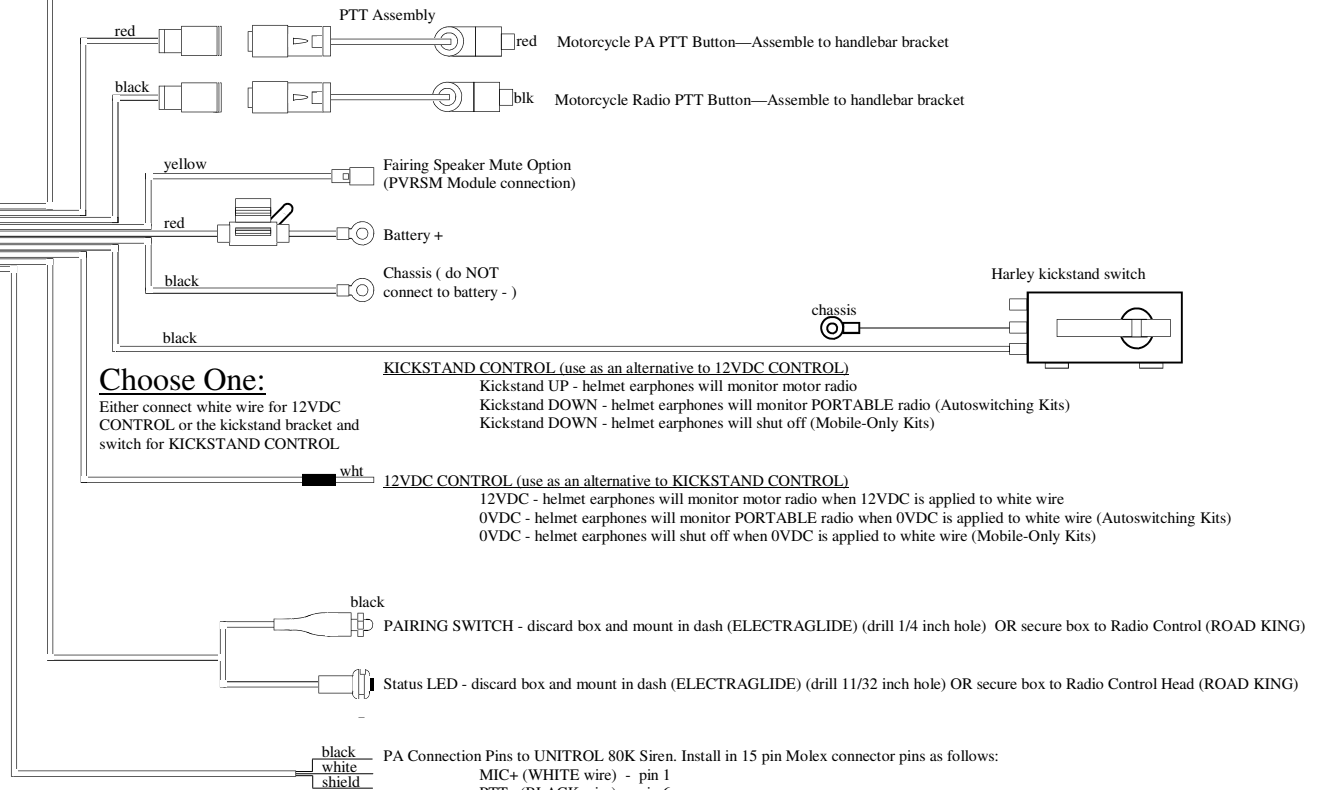 PTT Assembly
red
red
Motorcycle PA PTT Button—Assemble to handlebar bracket
black
blk
Motorcycle Radio PTT Button—Assemble to handlebar bracket
yellow
Fairing Speaker Mute Option
(PVRSM Module connection)
red
Battery +
black
Chassis ( do NOT
connect to battery - )
Harley kickstand switch
chassis
black
Choose One:
Either connect white wire for 12VDC
CONTROL or the kickstand bracket and
switch for KICKSTAND CONTROL
KICKSTAND CONTROL (use as an alternative to 12VDC CONTROL)
Kickstand UP - helmet earphones will monitor motor radio
Kickstand DOWN - helmet earphones will monitor PORTABLE radio (Autoswitching Kits)
Kickstand DOWN - helmet earphones will shut off (Mobile-Only Kits)
wht
12VDC CONTROL (use as an alternative to KICKSTAND CONTROL)
12VDC - helmet earphones will monitor motor radio when 12VDC is applied to white wire
0VDC - helmet earphones will monitor PORTABLE radio when 0VDC is applied to white wire (Autoswitching Kits)
0VDC - helmet earphones will shut off when 0VDC is applied to white wire (Mobile-Only Kits)
black
PAIRING SWITCH - discard box and mount in dash (ELECTRAGLIDE) (drill 1/4 inch hole) OR secure box to Radio Control (ROAD KING)
Status LED - discard box and mount in dash (ELECTRAGLIDE) (drill 11/32 inch hole) OR secure box to Radio Control Head (ROAD KING)
black
white
shield
PA Connection Pins to UNITROL 80K Siren. Install in 15 pin Molex connector pins as follows:
MIC+ (WHITE wire) - pin 1